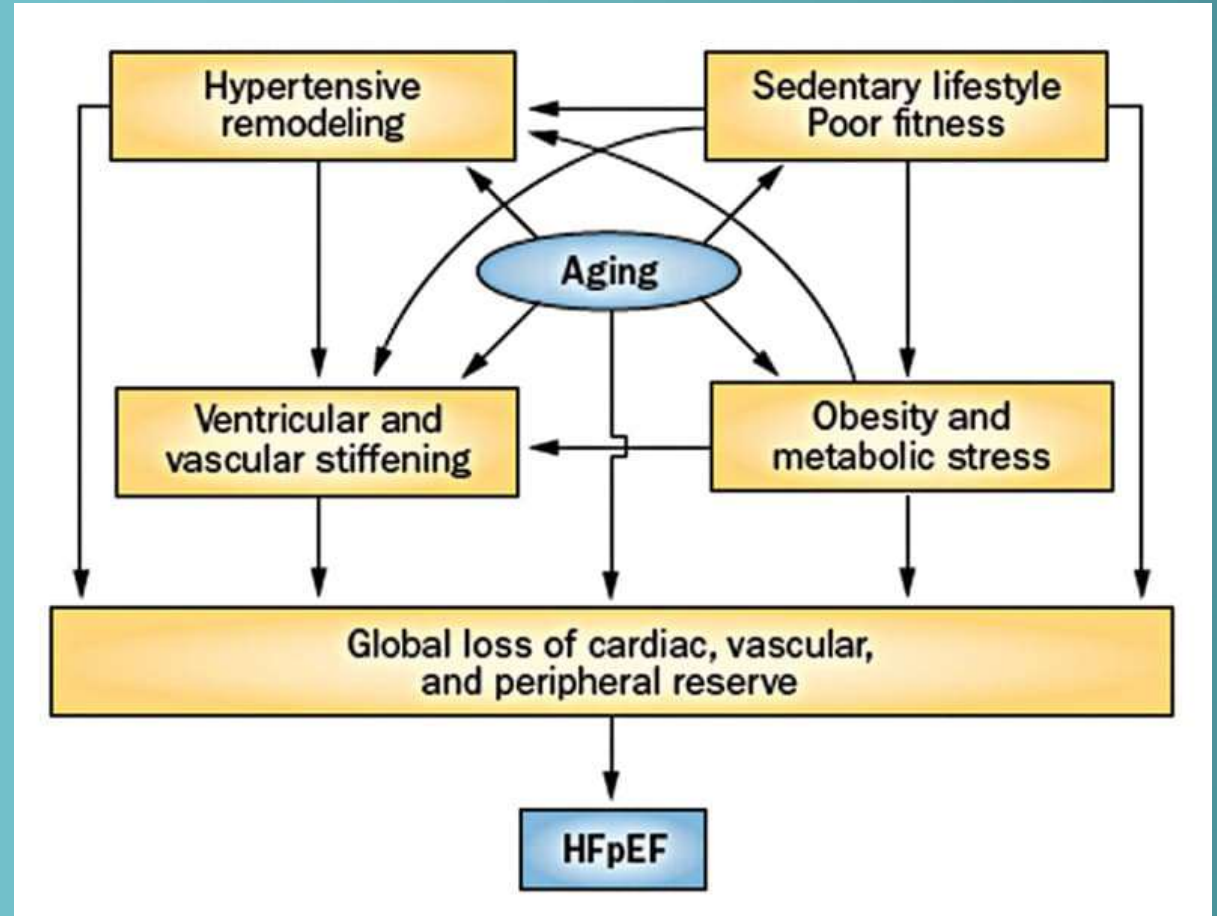 Hypertensive
remodeling
Sedentary lifestyle
Poor fitness
Aging
Ventricular and
vascular stiffening
Obesity and
metabolic stress
Global loss of cardiac, vascular,
and peripheral reserve
HFpEF